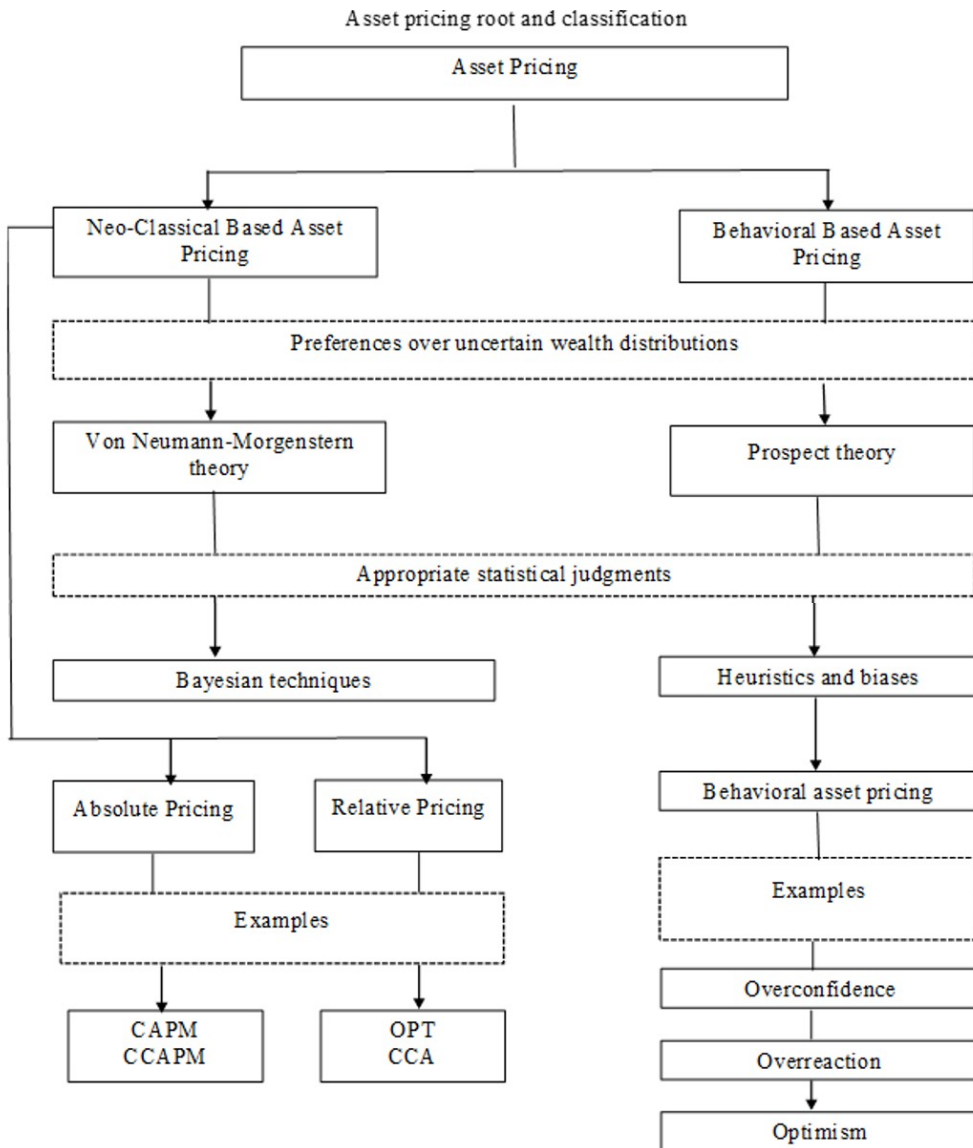 Asset pricing root and classification
Asset Pricing
Neo-Classical Based Asset
Pricing
Behavioral Based Asset
Pricing
Preferences over uncertain wealth distributions
Von Neumann-Morgenstern
theory
Prospect theory
Appropriate statistical judgments
Bayesian techniques
Heuristics and biases
Absolute Pricing
Relative Pricing
Behavioral asset pricing
Examples
Examples
CAPM
CCAPM
OPT
CCA
Overconfidence
Overreaction
Optimism